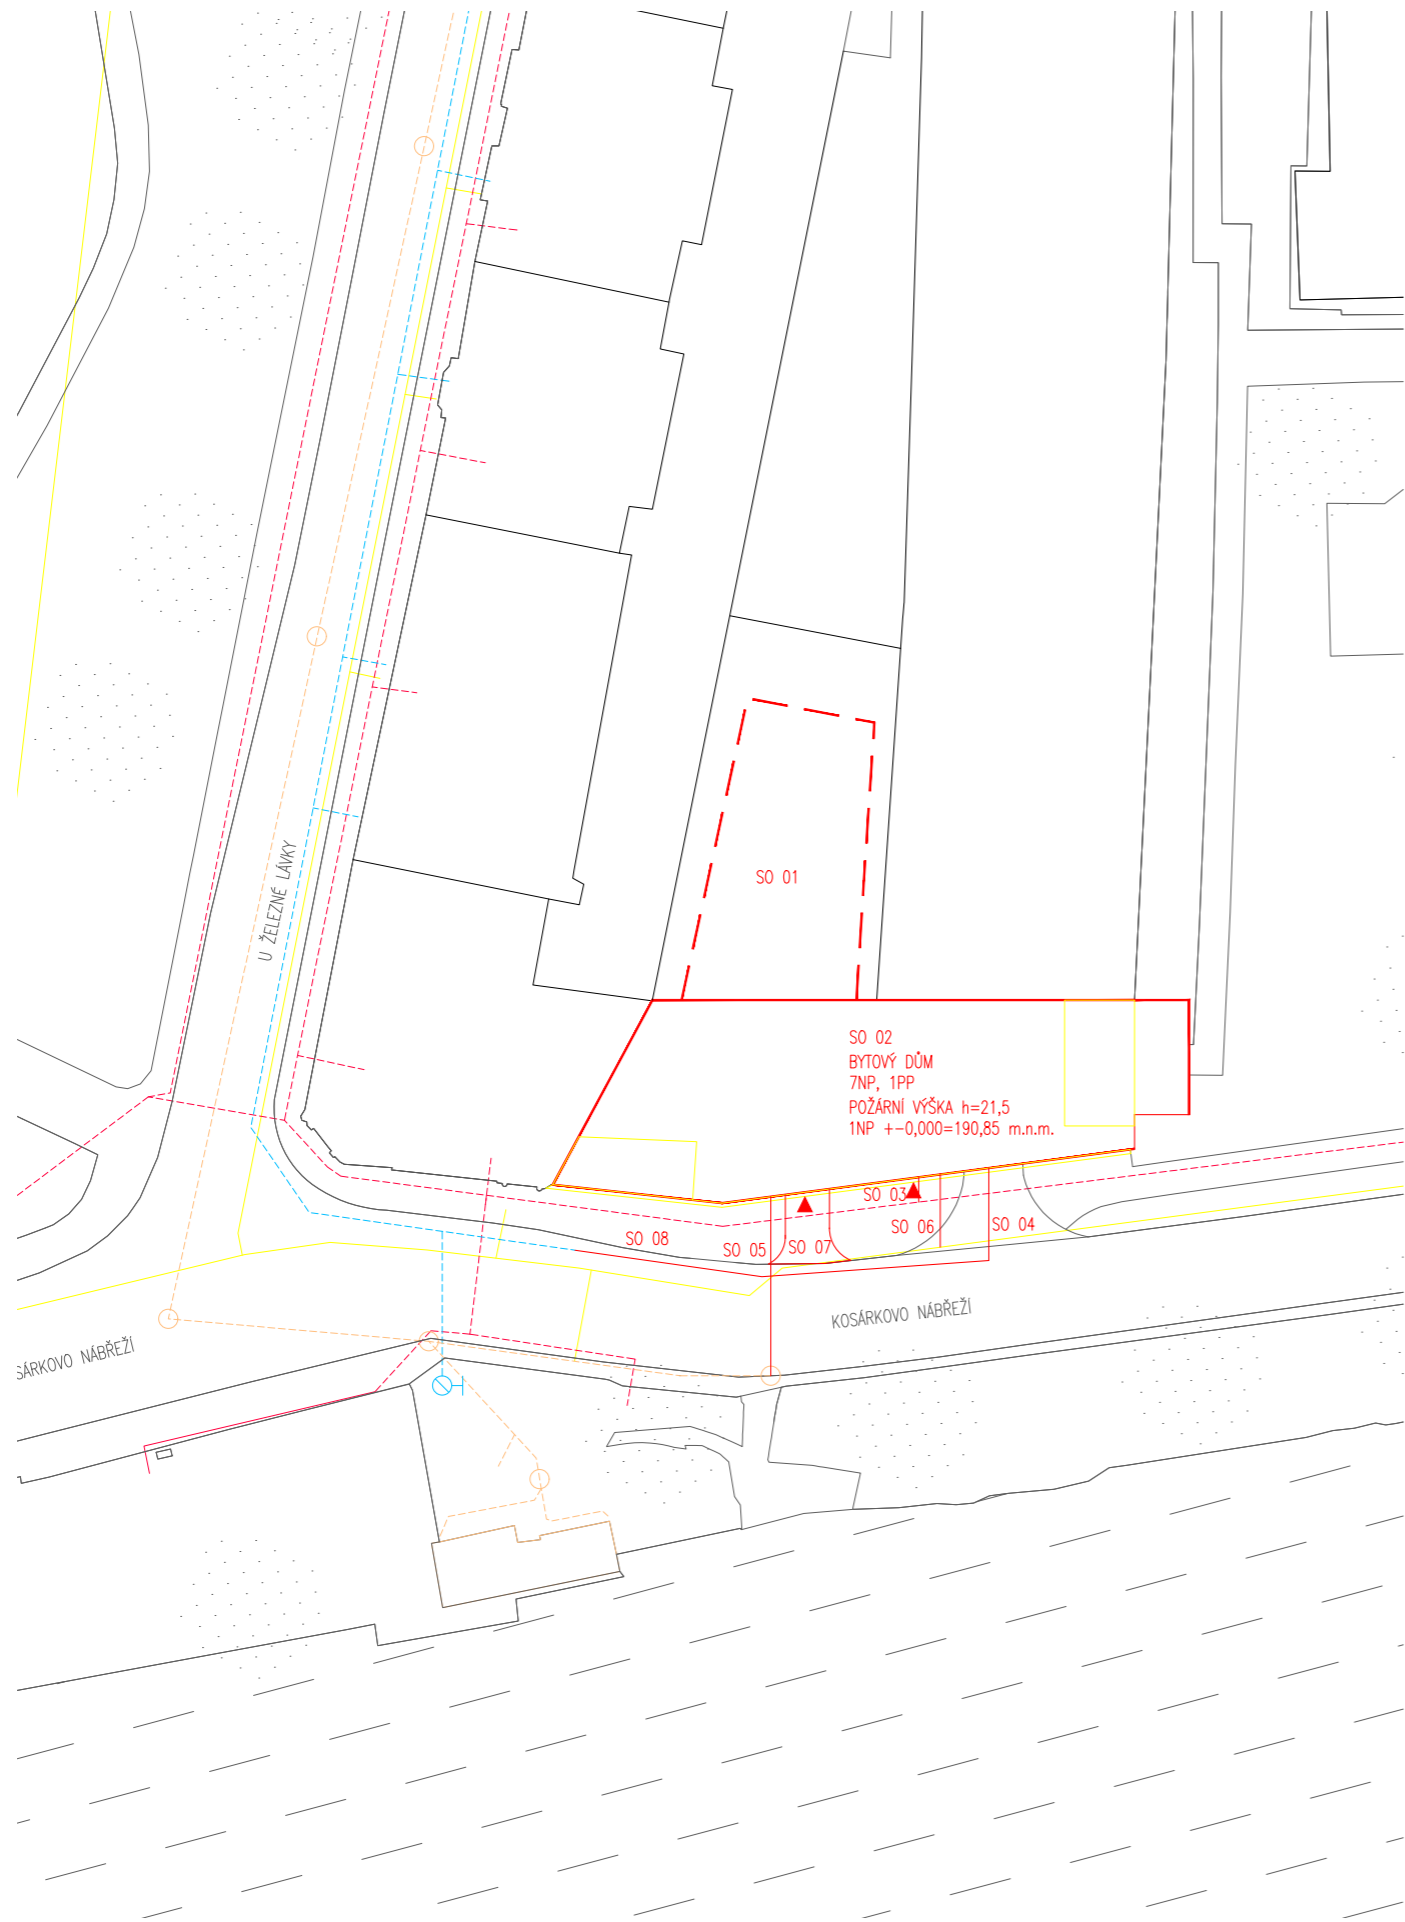 U ŽELEZNÉ LÁVKY
SO 01
SO 02
BYTOVÝ DŮM
7NP, 1PP
POŽÁRNÍ VÝŠKA h=21,5
1NP +-0,000=190,85 m.n.m.
SO 03
SO 06
SO 04
SO 08
SO 05
SO 07
KOSÁRKOVO NÁBŘEŽÍ
SÁRKOVO NÁBŘEŽÍ